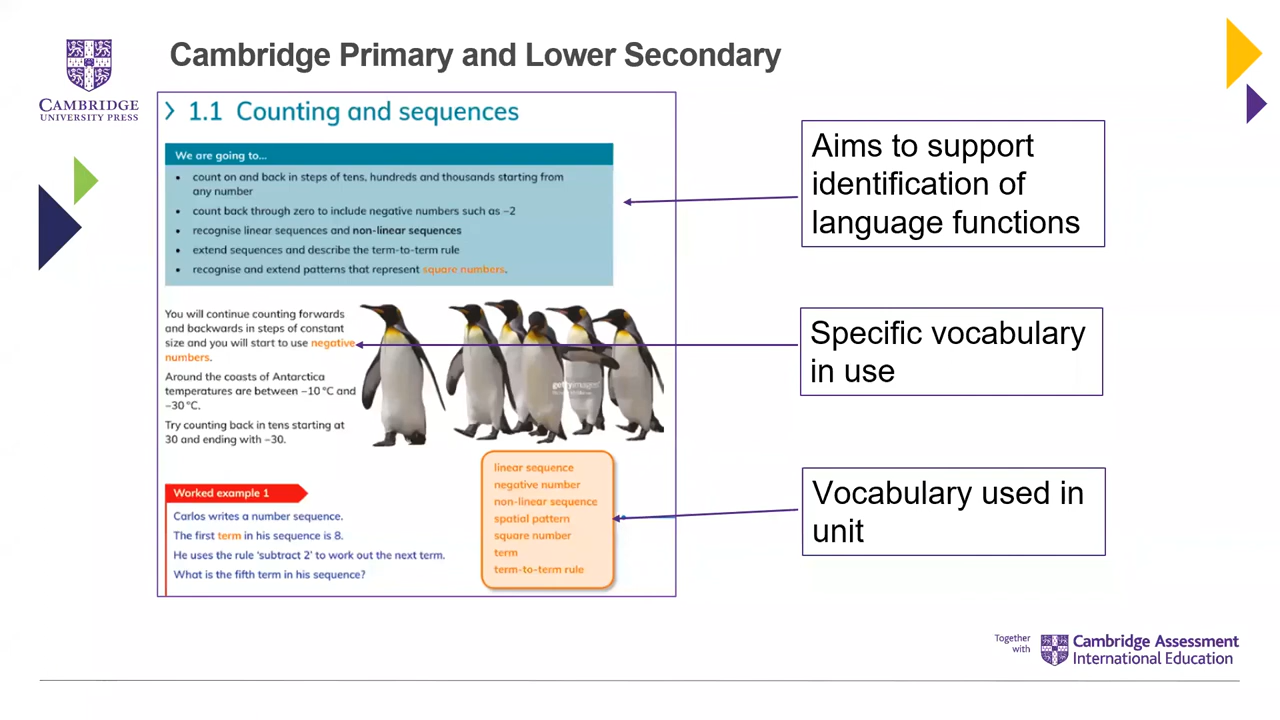 Cambridge Primary and Lower Secondary
CAMBRIDGE
UNIVERSITY PRESS
> 1.1 Counting and sequences
We are going to...
• count on and back in steps of tens, hundreds and thousands starting from
any number
• count back through zero to include negative numbers such as –2
• recognise linear sequences and non-linear sequences
• extend sequences and describe the term-to-term rule
• recognise and extend patterns that represent square numbers.
You will continue counting forwards
and backwards in steps of constant
size and you will start to use negative
numbers.
Around the coasts of Antarctica
temperatures are between –10 °C and
–30 °C.
Try counting back in tens starting at
30 and ending with –30.
gettyimages
Worked example 1
Carlos writes a number sequence.
The first term in his sequence is 8.
He uses the rule ‘subtract 2’ to work out the next term.
What is the fifth term in his sequence?
linear sequence
negative number
non-linear sequence
spatial pattern
square number
term
term-to-term rule
Aims to support
identification of
language functions
Specific vocabulary
in use
Vocabulary used in
unit
Together
with
Cambridge Assessment
International Education